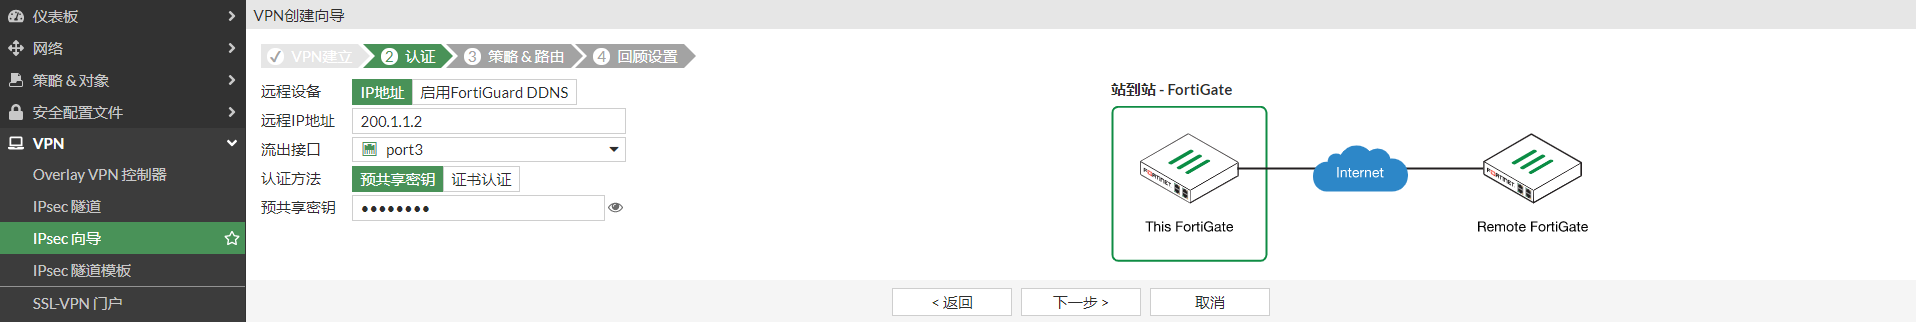 仪表板
网络
策略 & 对象
安全配置文件
VPN
Overlay VPN 控制器
IPsec 隧道
IPsec 向导
IPsec 隧道模板
SSL-VPN 门户
VPN创建向导
VPN建立 2 认证 3 策略 & 路由 4 回顾设置
远程设备 IP地址 启用FortiGuard DDNS
远程IP地址 200.1.1.2
流出接口 port3
认证方法 预共享密钥 证书认证
预共享密钥 ••••••••
站到站 - FortiGate
FORTINET
Internet
FORTINET
This FortiGate
Remote FortiGate
< 返回 下一步 > 取消